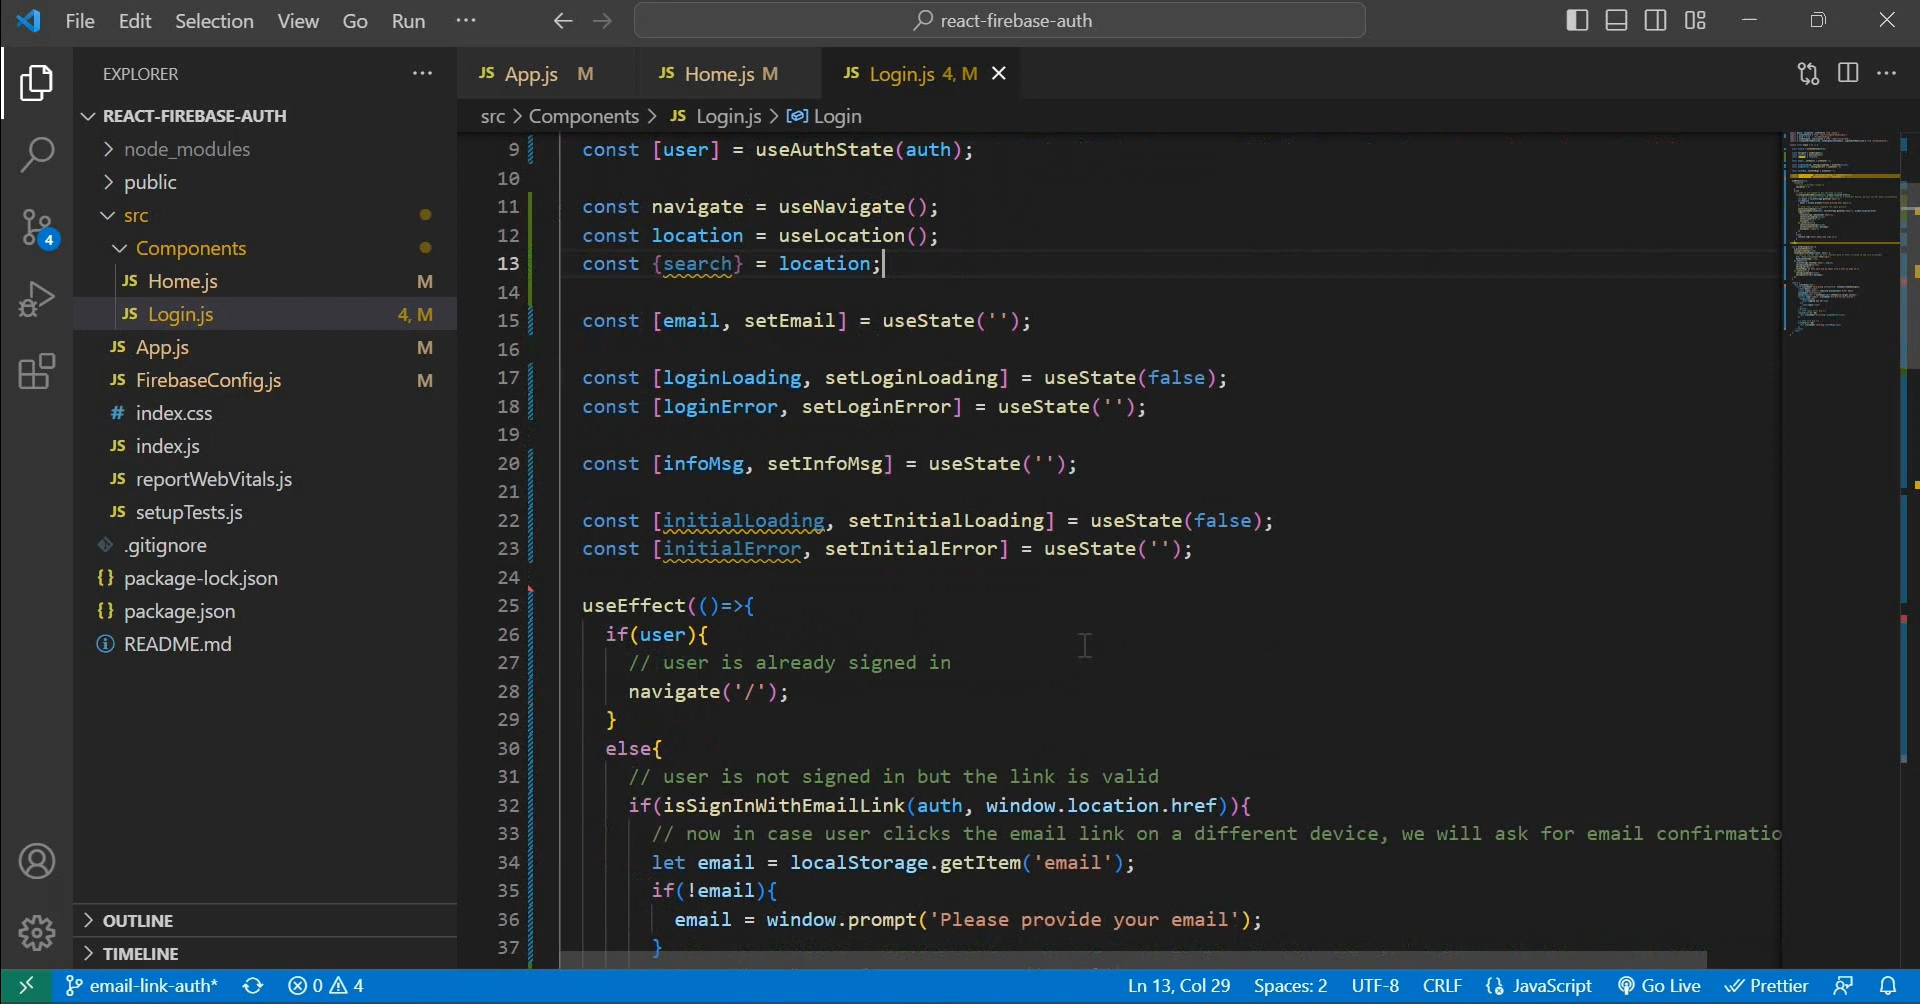 File Edit Selection View Go Run ···
react-firebase-auth
EXPLORER ···
REACT-FIREBASE-AUTH
node_modules
public
src
Components
JS Home.js M
JS Login.js 4, M
JS App.js M
JS FirebaseConfig.js M
# index.css
JS index.js
JS reportWebVitals.js
JS setupTests.js
.gitignore
{} package-lock.json
{} package.json
README.md
OUTLINE
TIMELINE
4
JS App.js M JS Home.js M JS Login.js 4, M
src > Components > JS Login.js > Login
9 const [user] = useAuthState(auth);
10
11 const navigate = useNavigate();
12 const location = useLocation();
13 const {search} = location;
14
15 const [email, setEmail] = useState('');
16
17 const [loginLoading, setLoginLoading] = useState(false);
18 const [loginError, setLoginError] = useState('');
19
20 const [infoMsg, setInfoMsg] = useState('');
21
22 const [initialLoading, setInitialLoading] = useState(false);
23 const [initialError, setInitialError] = useState('');
24
25 useEffect(()=>{
26 if(user){
27 // user is already signed in
28 navigate('/');
29 }
30 else{
31 // user is not signed in but the link is valid
32 if(isSignInWithEmailLink(auth, window.location.href)){
33 // now in case user clicks the email link on a different device, we will ask for email confirmatio
34 let email = localStorage.getItem('email');
35 if(!email){
36 email = window.prompt('Please provide your email');
37 }
email-link-auth* 0 4 Ln 13, Col 29 Spaces: 2 UTF-8 CRLF {} JavaScript Go Live Prettier